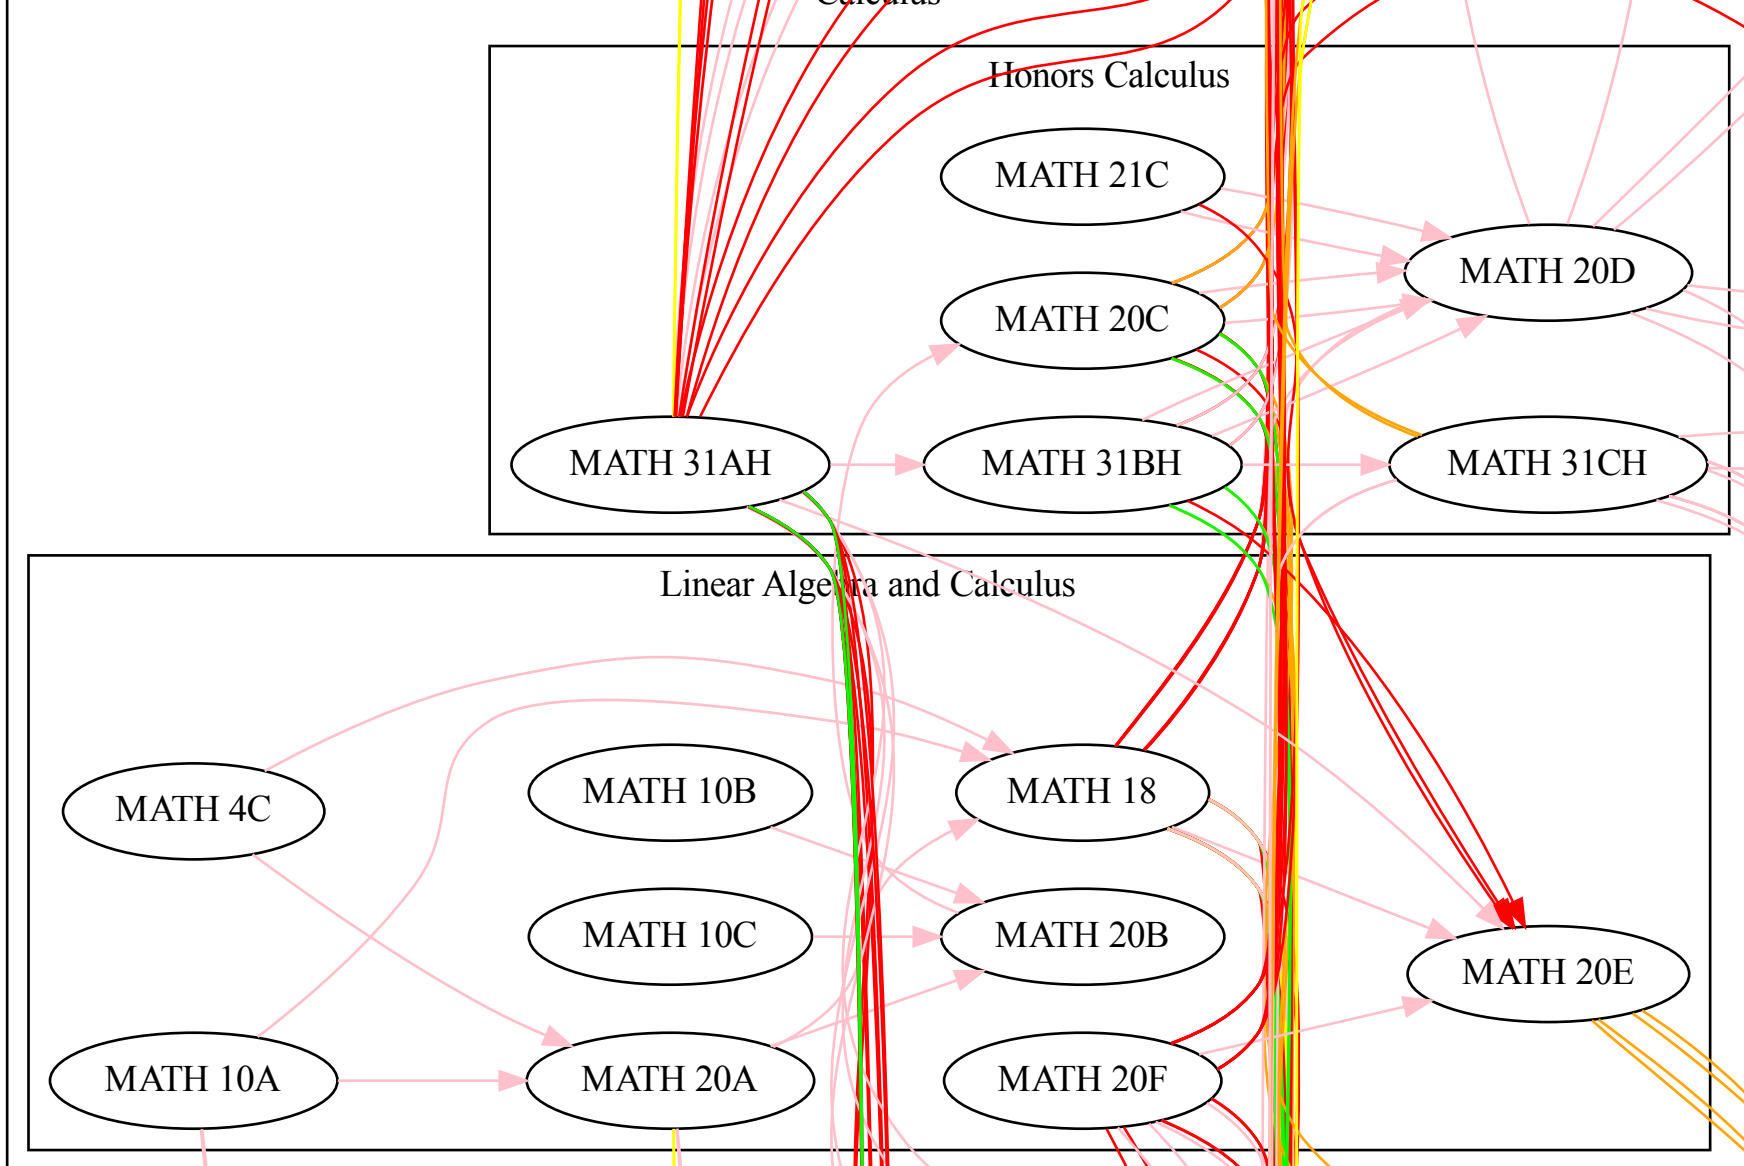 Calculus
Honors Calculus
MATH 21C
MATH 20D
MATH 20C
MATH 31AH
MATH 31BH
MATH 31CH
Linear Algebra and Calculus
MATH 4C
MATH 10B
MATH 18
MATH 10C
MATH 20B
MATH 20E
MATH 10A
MATH 20A
MATH 20F